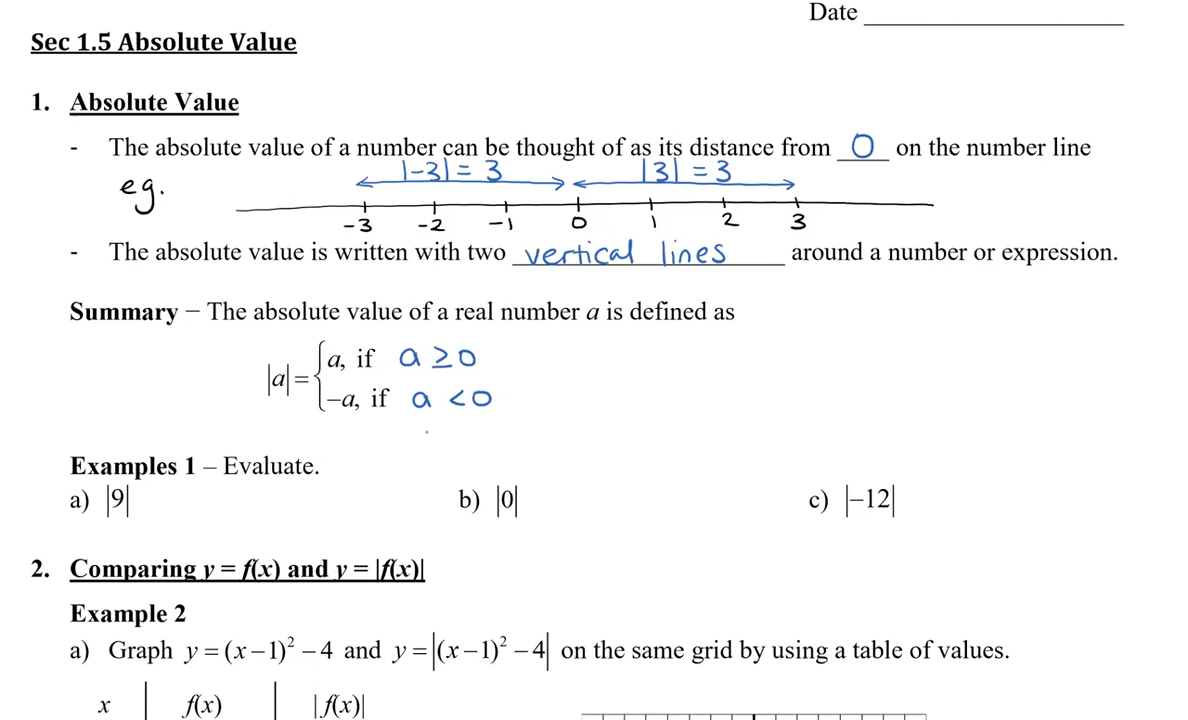 Date
Sec 1.5 Absolute Value
1. Absolute Value
- The absolute value of a number can be thought of as its distance from 0 on the number line
|-3| = 3 |3| = 3
eg.
-3 -2 -1 0 1 2 3
- The absolute value is written with two vertical lines around a number or expression.
Summary – The absolute value of a real number a is defined as
|a| = { a, if a ≥ 0
−a, if a < 0
Examples 1 – Evaluate.
a) |9| b) |0| c) |−12|
2. Comparing y = f(x) and y = |f(x)|
Example 2
a) Graph y = (x−1)² − 4 and y = |(x−1)² − 4| on the same grid by using a table of values.
x f(x) |f(x)|